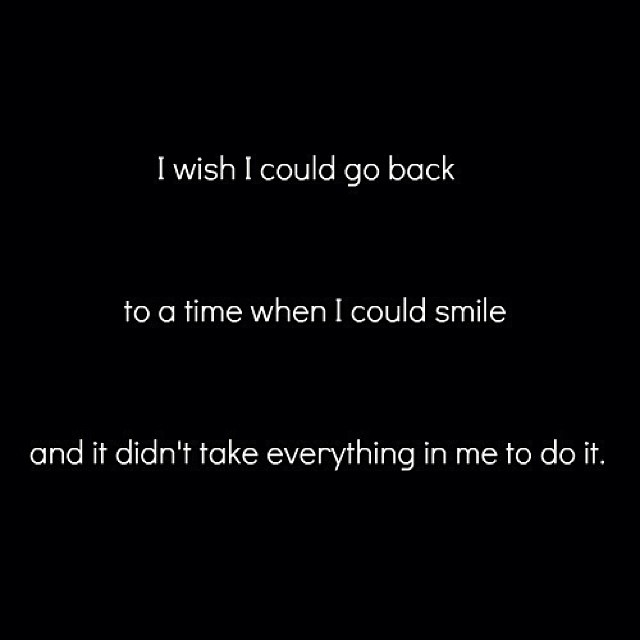 I wish I could go back
to a time when I could smile
and it didn't take everything in me to do it.